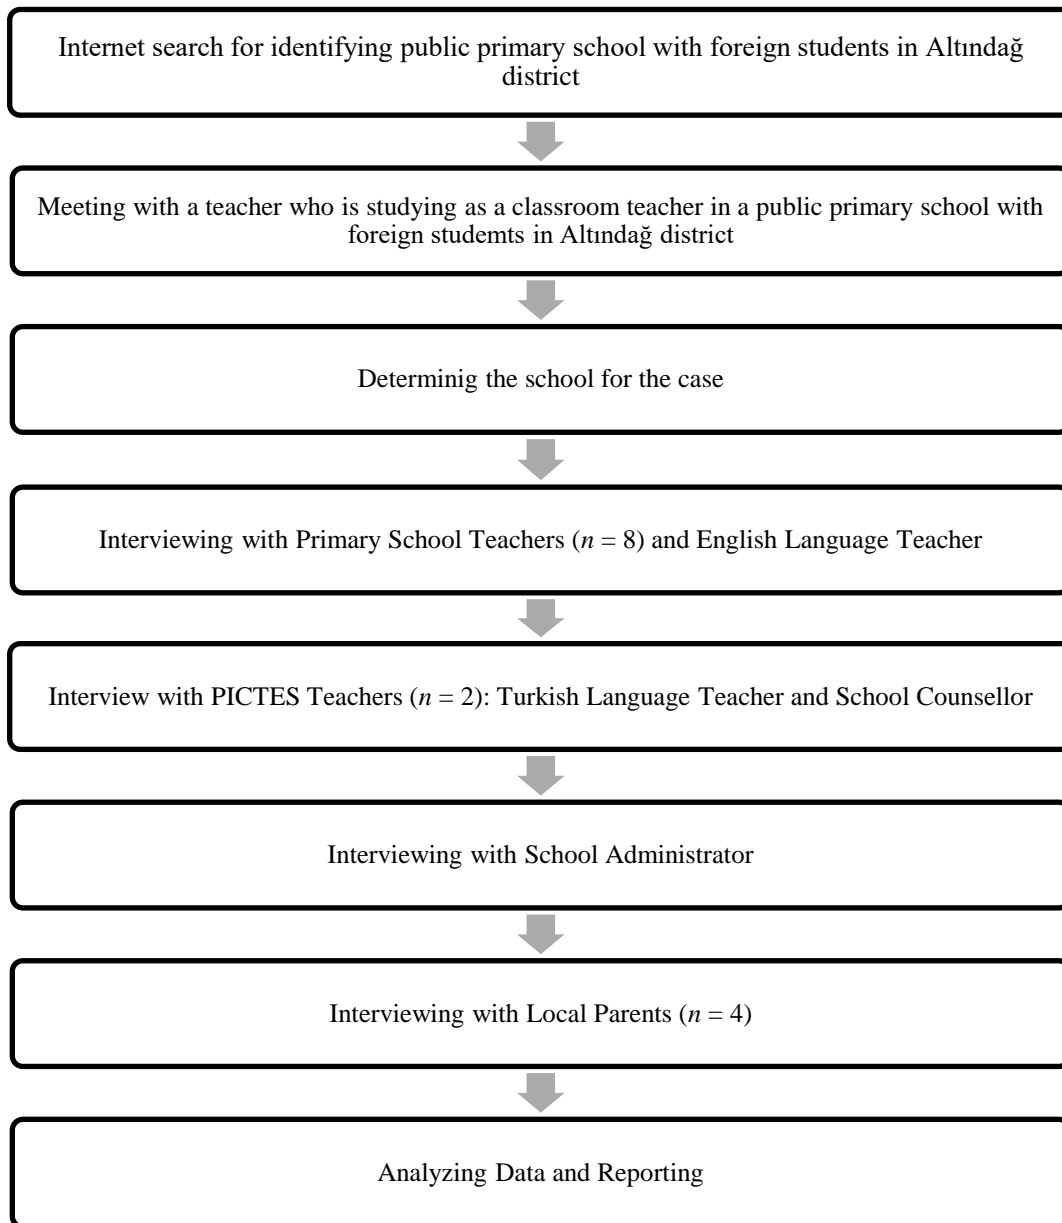 Internet search for identifying public primary school with foreign students in Altındağ
district
Meeting with a teacher who is studying as a classroom teacher in a public primary school with
foreign studemts in Altındağ district
Determinig the school for the case
Interviewing with Primary School Teachers (n = 8) and English Language Teacher
Interview with PICTES Teachers (n = 2): Turkish Language Teacher and School Counsellor
Interviewing with School Administrator
Interviewing with Local Parents (n = 4)
Analyzing Data and Reporting